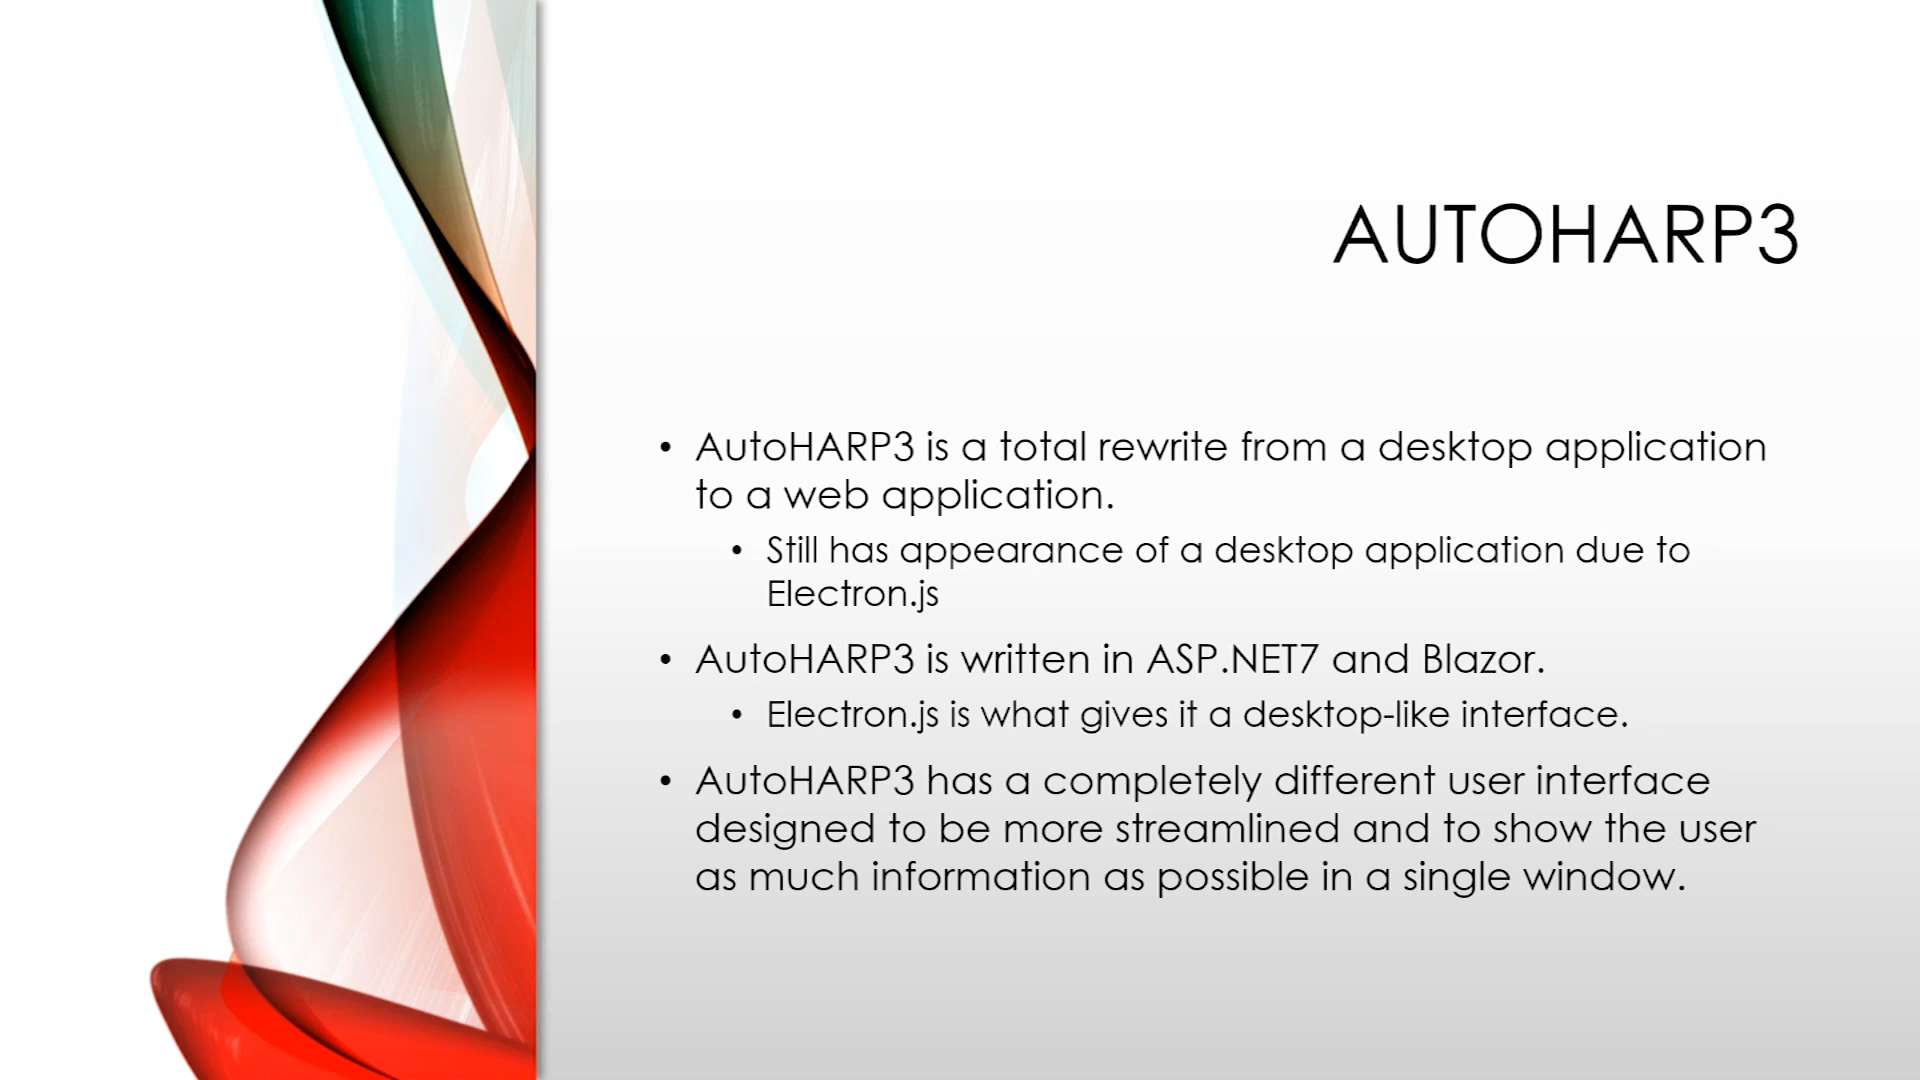 AUTOHARP3
• AutoHARP3 is a total rewrite from a desktop application
to a web application.
• Still has appearance of a desktop application due to
Electron.js
• AutoHARP3 is written in ASP.NET7 and Blazor.
• Electron.js is what gives it a desktop-like interface.
• AutoHARP3 has a completely different user interface
designed to be more streamlined and to show the user
as much information as possible in a single window.